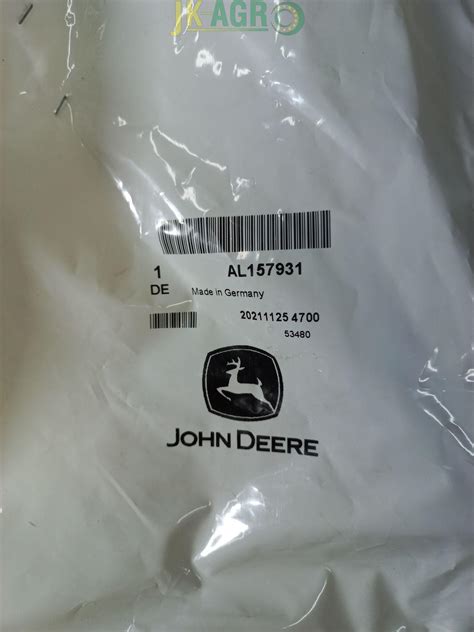 JK AGRO
1 AL157931
DE Made in Germany
20211125 4700
53480
JOHN DEERE